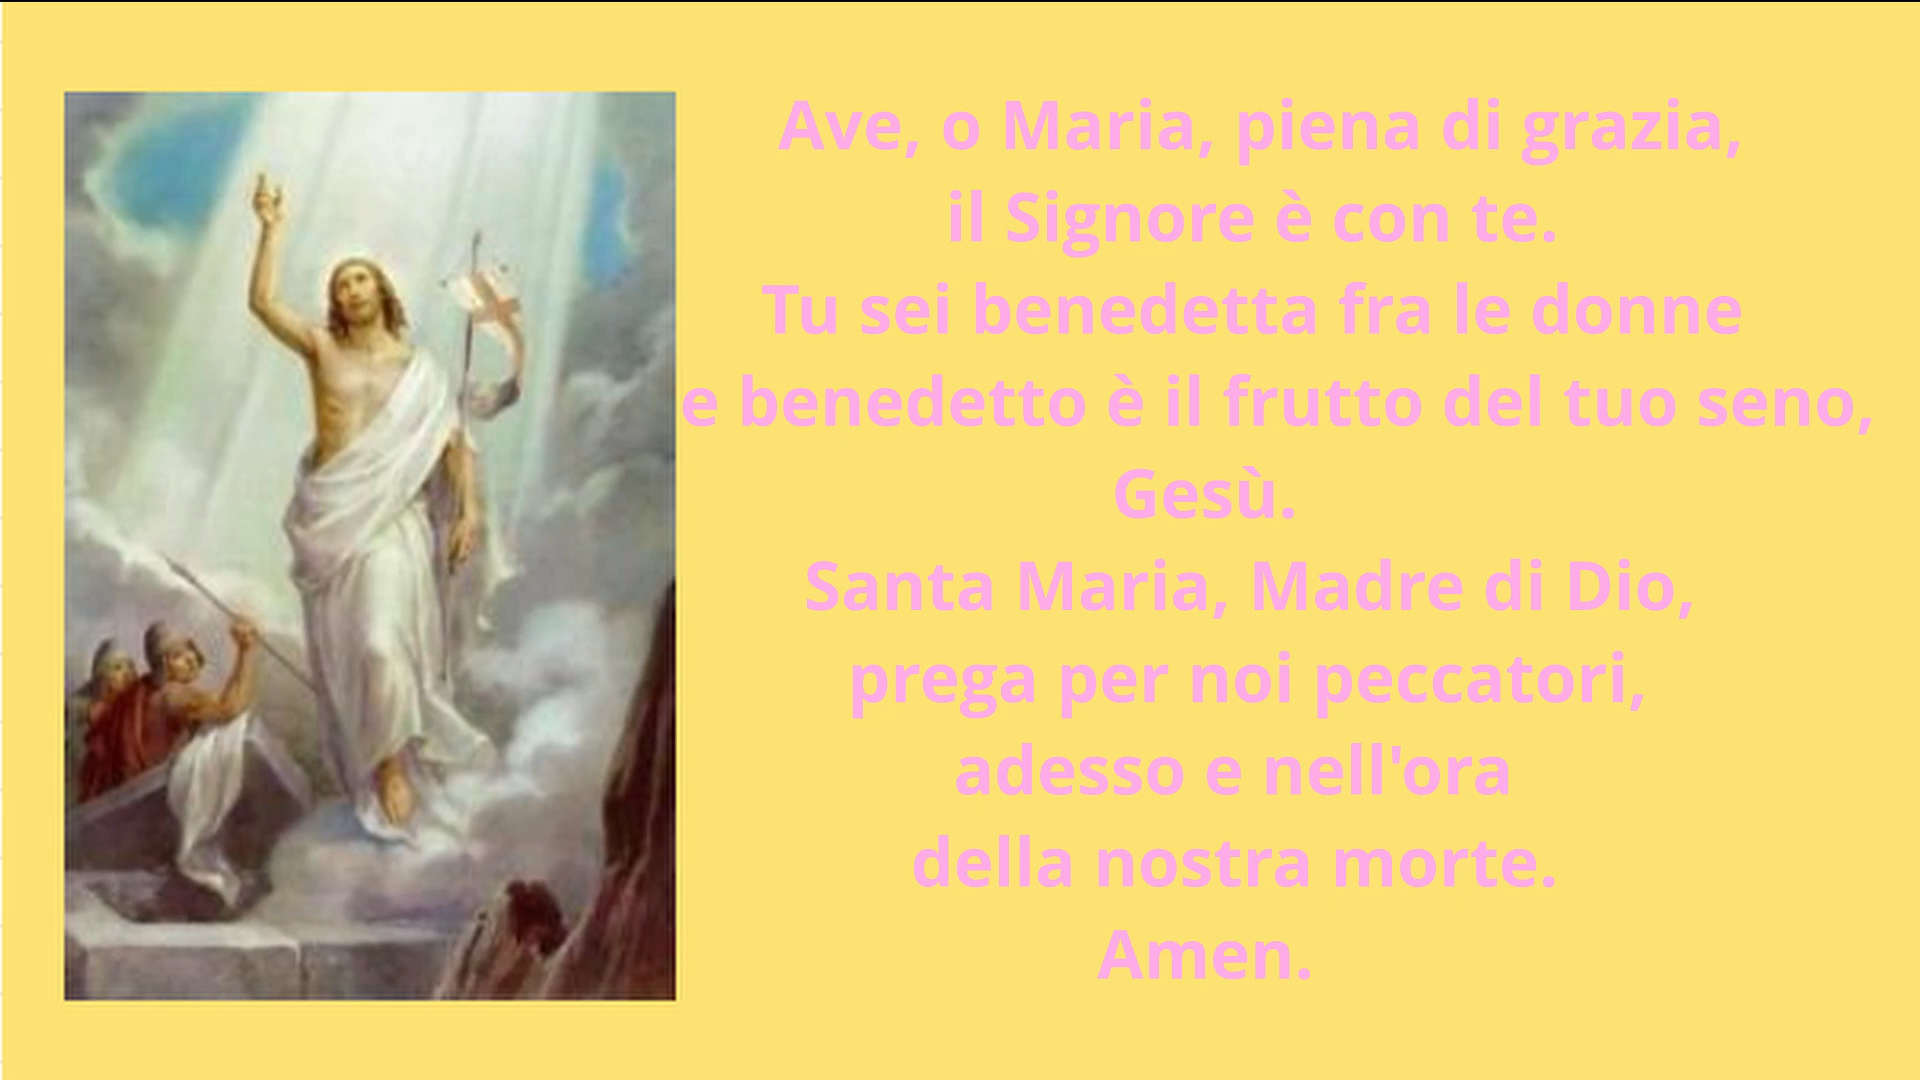 Ave, o Maria, piena di grazia,
il Signore è con te.
Tu sei benedetta fra le donne
e benedetto è il frutto del tuo seno,
Gesù.
Santa Maria, Madre di Dio,
prega per noi peccatori,
adesso e nell'ora
della nostra morte.
Amen.